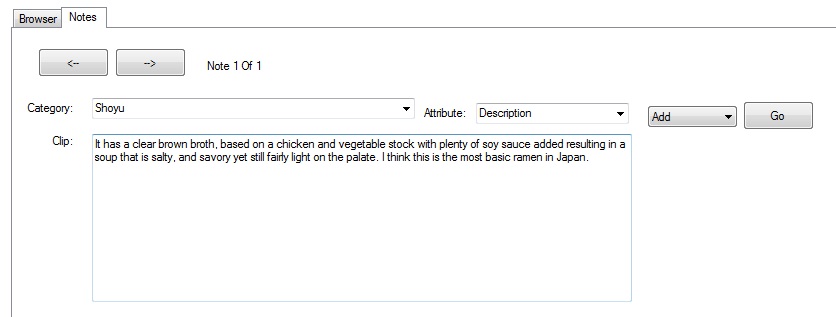 Browser Notes
<-- --> Note 1 Of 1
Category: Shoyu Attribute: Description Add Go
Clip: It has a clear brown broth, based on a chicken and vegetable stock with plenty of soy sauce added resulting in a
soup that is salty, and savory yet still fairly light on the palate. I think this is the most basic ramen in Japan.